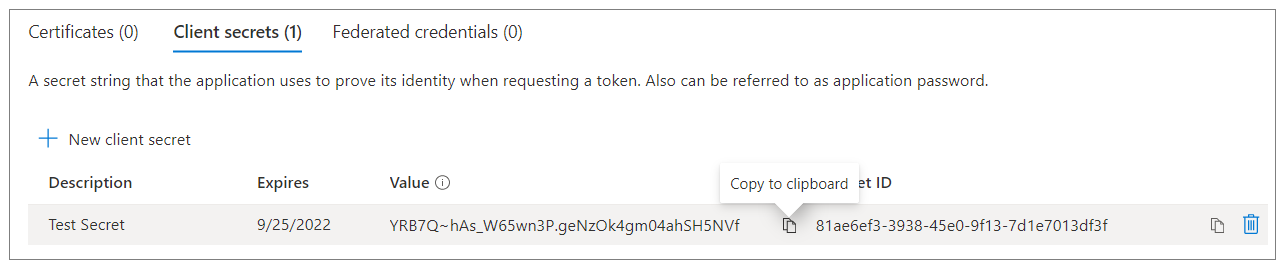 Certificates (0) Client secrets (1) Federated credentials (0)
A secret string that the application uses to prove its identity when requesting a token. Also can be referred to as application password.
New client secret
Copy to clipboard
Description Expires Value et ID
Test Secret 9/25/2022 YRB7Q~hAs_W65wn3P.geNzOk4gm04ahSH5NVf 81ae6ef3-3938-45e0-9f13-7d1e7013df3f